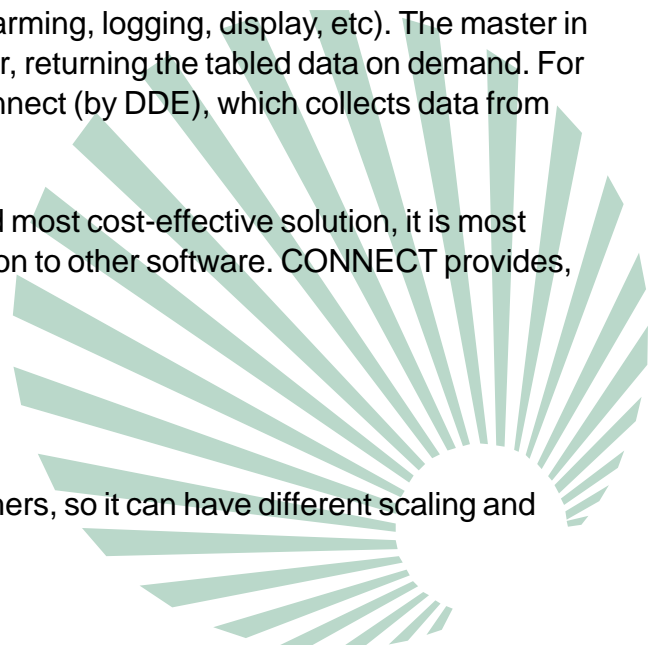 arming, logging, display, etc). The master in
r, returning the tabled data on demand. For
nnect (by DDE), which collects data from
d most cost-effective solution, it is most
on to other software. CONNECT provides,
ners, so it can have different scaling and